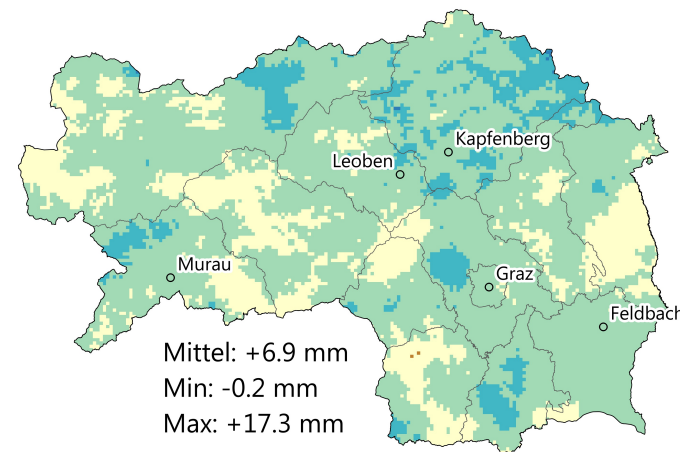 Kapfenberg
Leoben
Murau
Graz
Feldbach
Mittel: +6.9 mm
Min: -0.2 mm
Max: +17.3 mm